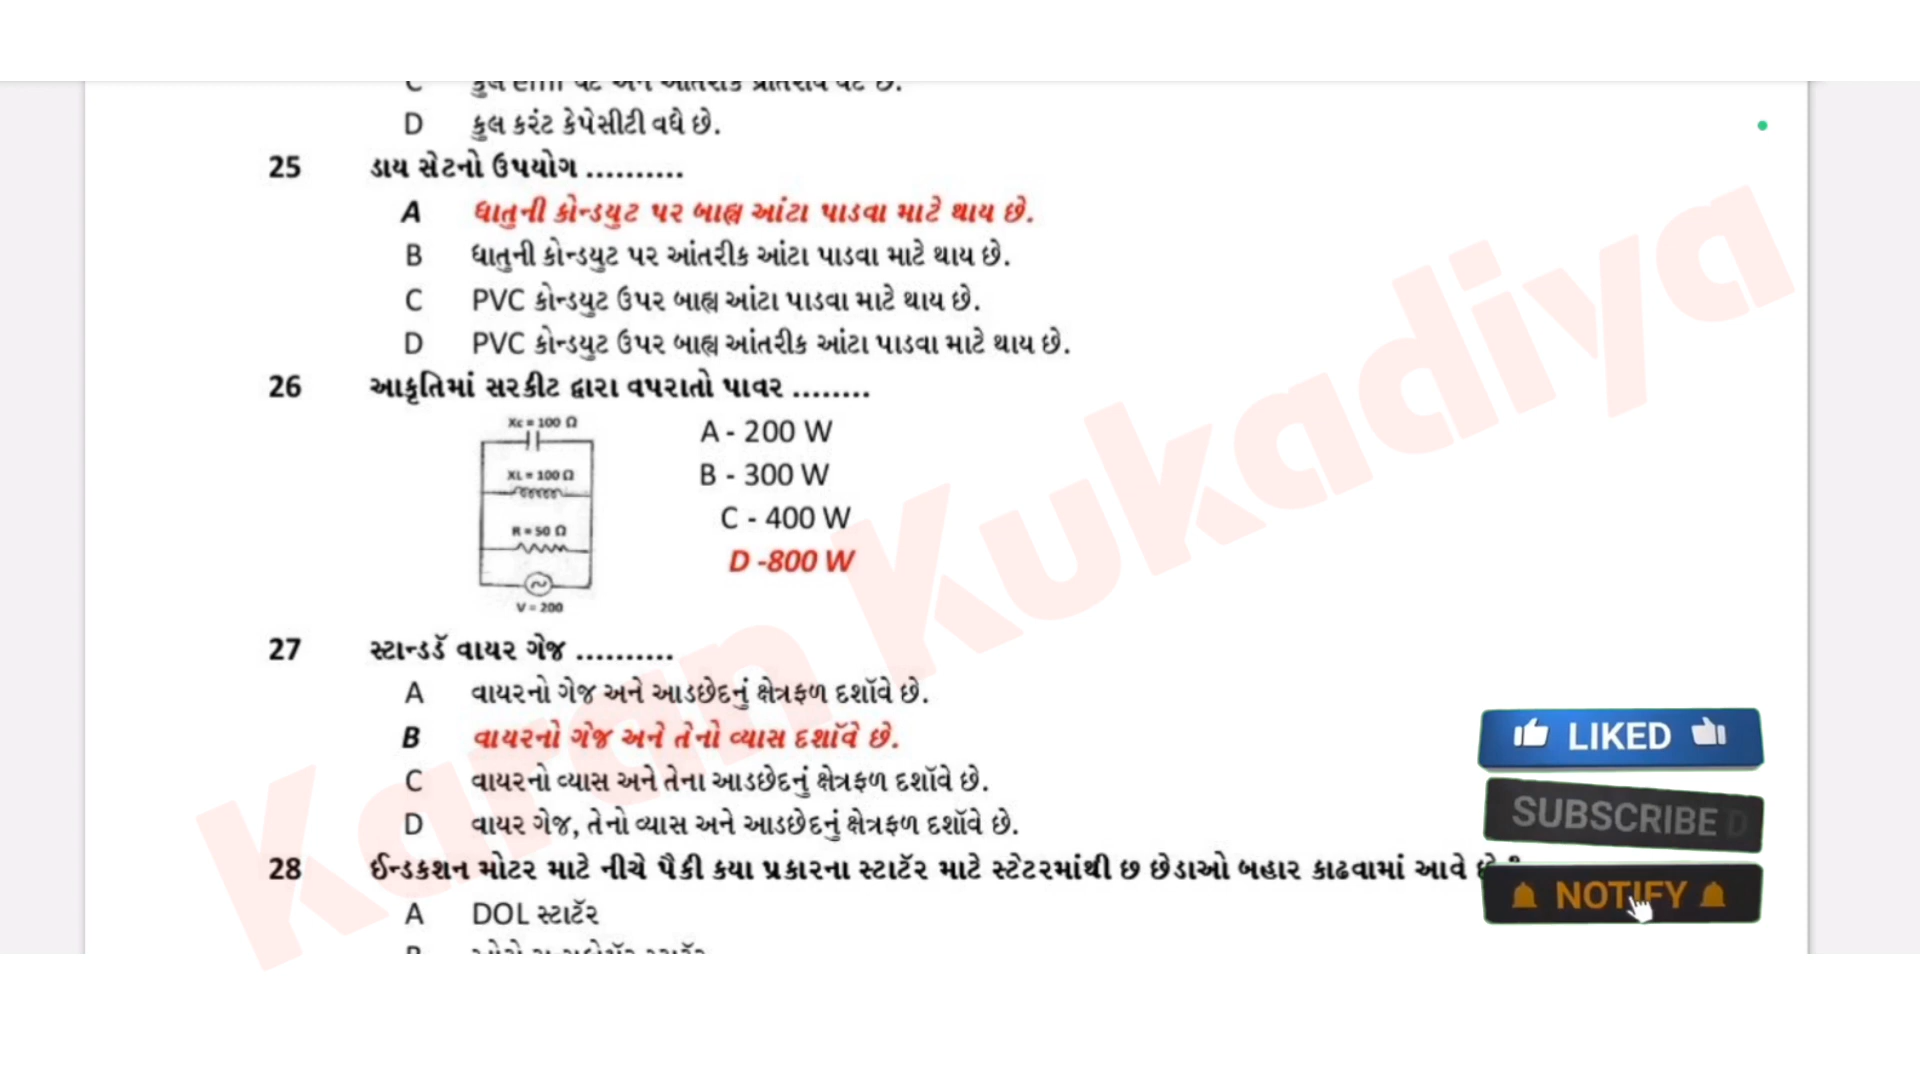 D કુલ કરંટ કેપેસીટી વધે છે.
25 ડાય સેટનો ઉપયોગ ..........
A ધાતુની કોન્ડયુટ પર બાહ્ય આંટા પાડવા માટે થાય છે.
B ધાતુની કોન્ડયુટ પર આંતરીક આંટા પાડવા માટે થાય છે.
C PVC કોન્ડયુટ ઉપર બાહ્ય આંટા પાડવા માટે થાય છે.
D PVC કોન્ડયુટ ઉપર બાહ્ય આંતરીક આંટા પાડવા માટે થાય છે.
26 આકૃતિમાં સરકીટ દ્વારા વપરાતો પાવર ........
Xc = 100 Ω
XL = 100 Ω
R = 50 Ω
V = 200
A - 200 W
B - 300 W
C - 400 W
D -800 W
27 સ્ટાન્ડર્ડ વાયર ગેજ ..........
A વાયરનો ગેજ અને આડછેદનું ક્ષેત્રફળ દર્શાવે છે.
B વાયરનો ગેજ અને તેનો વ્યાસ દર્શાવે છે.
C વાયરનો વ્યાસ અને તેના આડછેદનું ક્ષેત્રફળ દર્શાવે છે.
D વાયર ગેજ, તેનો વ્યાસ અને આડછેદનું ક્ષેત્રફળ દર્શાવે છે.
28 ઈન્ડકશન મોટર માટે નીચે પૈકી કયા પ્રકારના સ્ટાર્ટર માટે સ્ટેટરમાંથી છ છેડાઓ બહાર કાઢવામાં આવે
A DOL સ્ટાર્ટર
Karan Kukadiya
LIKED
SUBSCRIBE
NOTIFY